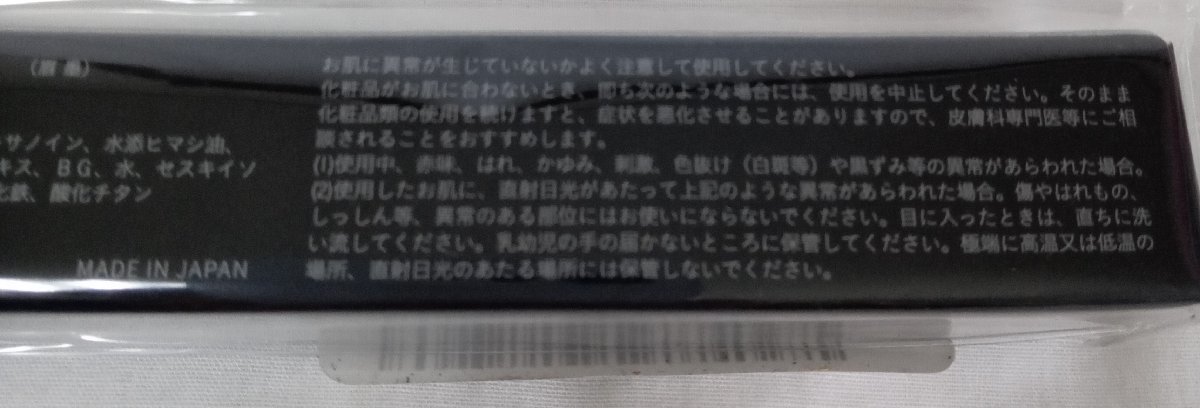 お肌に異常が生じていないかよく注意して使用してください。
化粧品がお肌に合わないとき、即ち次のような場合には、使用を中止してください。そのまま
化粧品類の使用を続けますと、症状を悪化させることがありますので、皮膚科専門医等にご相
談されることをおすすめします。
(1)使用中、赤味、はれ、かゆみ、刺激、色抜け(白斑等)や黒ずみ等の異常があらわれた場合。
(2)使用したお肌に、直射日光があたって上記のような異常があらわれた場合。傷やはれもの、
しっしん等、異常のある部位にはお使いにならないでください。目に入ったときは、直ちに洗
い流してください。乳幼児の手の届かないところに保管してください。極端に高温又は低温の
場所、直射日光のあたる場所には保管しないでください。
サノイン、水添ヒマシ油、
キス、BG、水、セスキイソ
化鉄、酸化チタン
MADE IN JAPAN